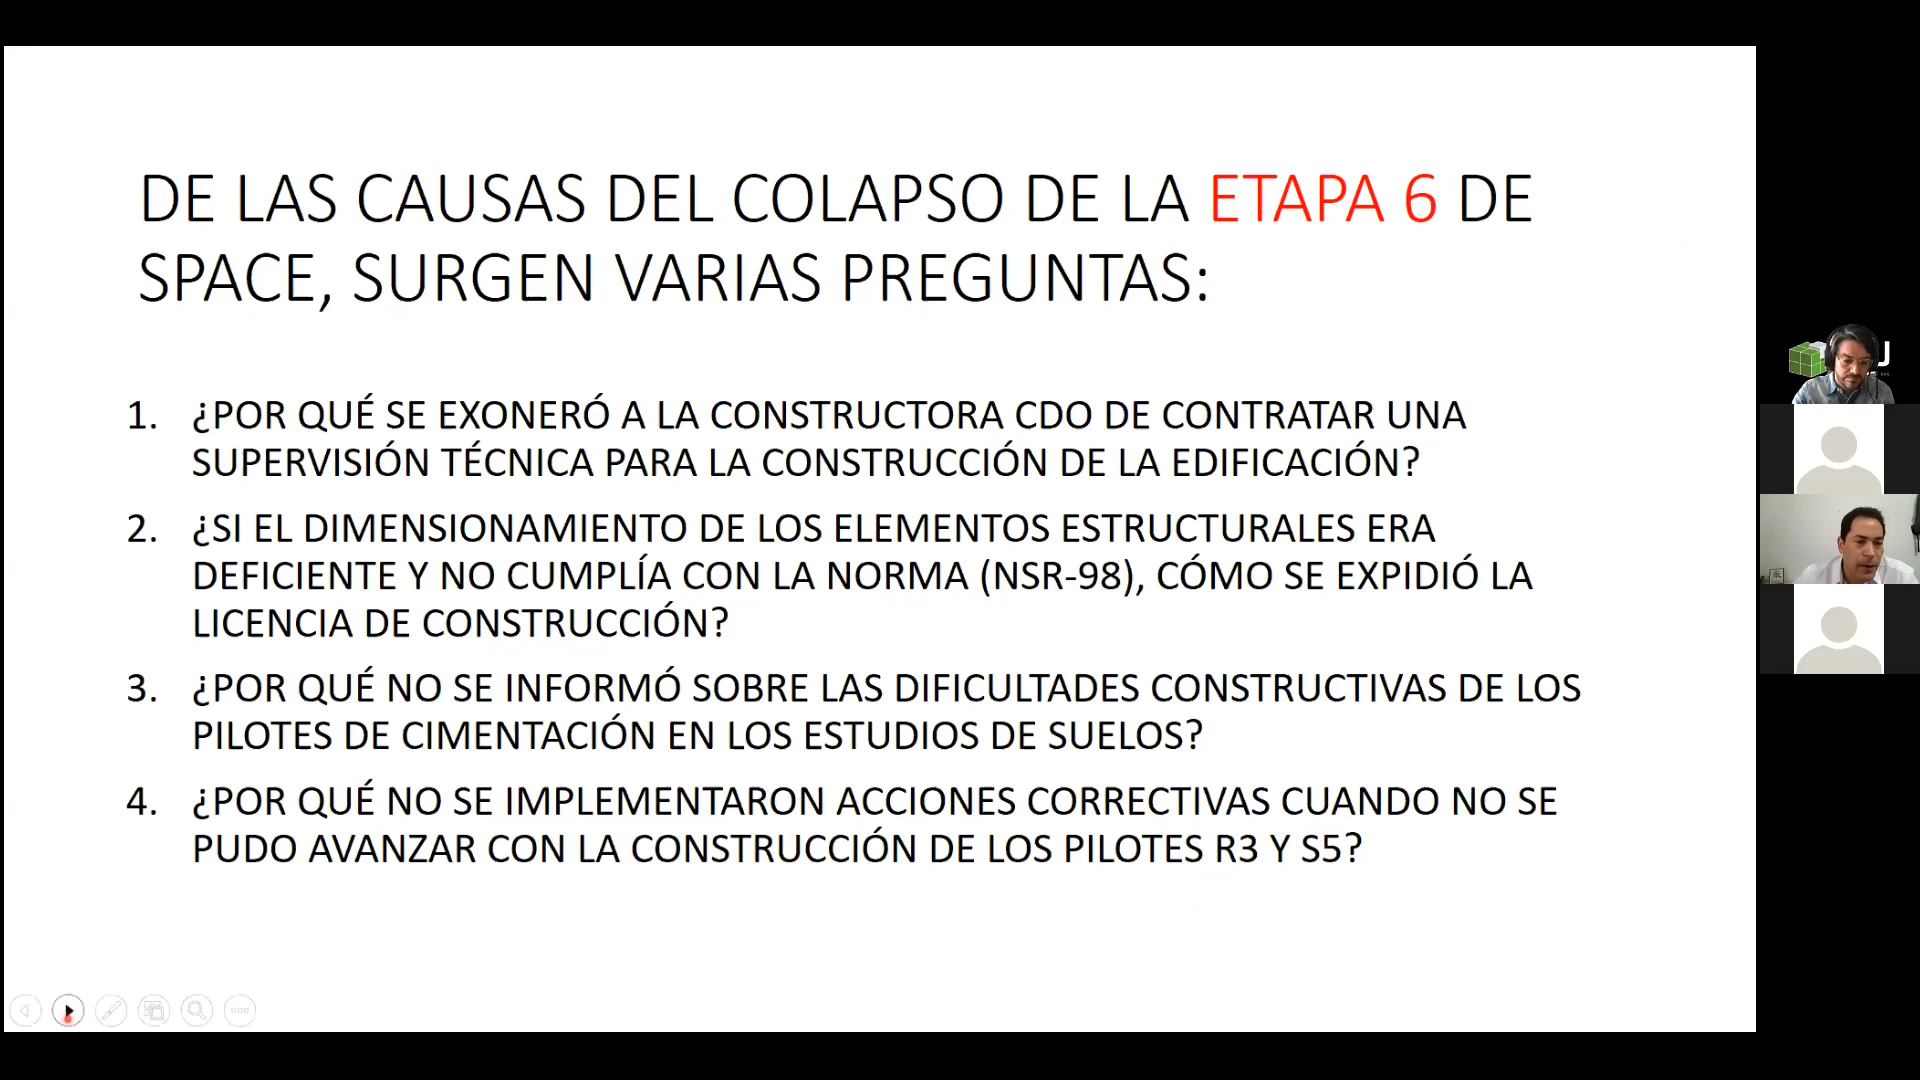 DE LAS CAUSAS DEL COLAPSO DE LA ETAPA 6 DE
SPACE, SURGEN VARIAS PREGUNTAS:
1. ¿POR QUÉ SE EXONERÓ A LA CONSTRUCTORA CDO DE CONTRATAR UNA
SUPERVISIÓN TÉCNICA PARA LA CONSTRUCCIÓN DE LA EDIFICACIÓN?
2. ¿SI EL DIMENSIONAMIENTO DE LOS ELEMENTOS ESTRUCTURALES ERA
DEFICIENTE Y NO CUMPLÍA CON LA NORMA (NSR-98), CÓMO SE EXPIDIÓ LA
LICENCIA DE CONSTRUCCIÓN?
3. ¿POR QUÉ NO SE INFORMÓ SOBRE LAS DIFICULTADES CONSTRUCTIVAS DE LOS
PILOTES DE CIMENTACIÓN EN LOS ESTUDIOS DE SUELOS?
4. ¿POR QUÉ NO SE IMPLEMENTARON ACCIONES CORRECTIVAS CUANDO NO SE
PUDO AVANZAR CON LA CONSTRUCCIÓN DE LOS PILOTES R3 Y S5?